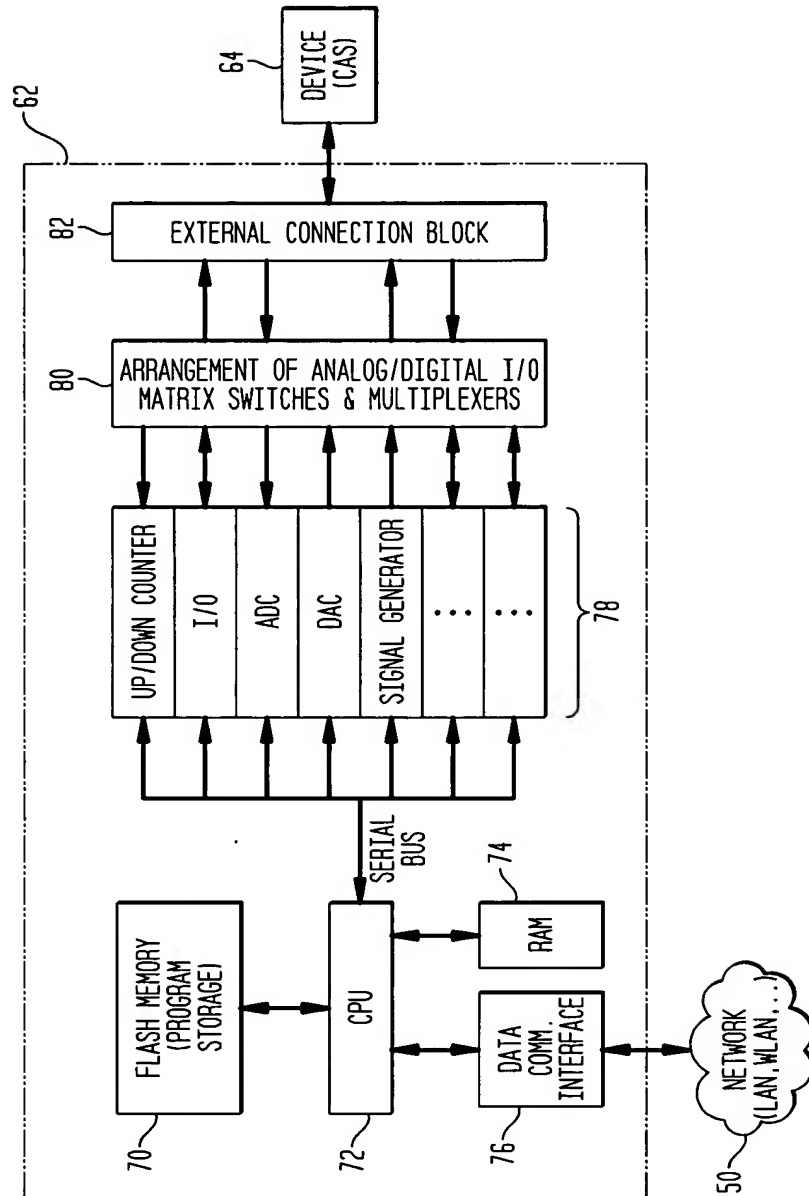 62
64
DEVICE
(CAS)
82
EXTERNAL CONNECTION BLOCK
80
ARRANGEMENT OF ANALOG/DIGITAL I/O
MATRIX SWITCHES & MULTIPLEXERS
UP/DOWN COUNTER
I/O
ADC
DAC
SIGNAL GENERATOR
...
...
78
SERIAL
BUS
70
FLASH MEMORY
(PROGRAM
STORAGE)
72
CPU
74
RAM
76
DATA
COMM.
INTERFACE
50
NETWORK
(LAN,WLAN,...)